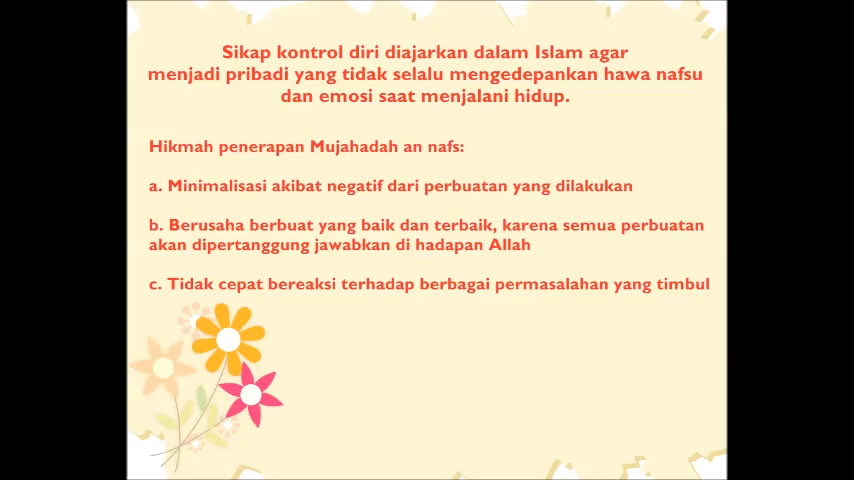 Sikap kontrol diri diajarkan dalam Islam agar
menjadi pribadi yang tidak selalu mengedepankan hawa nafsu
dan emosi saat menjalani hidup.
Hikmah penerapan Mujahadah an nafs:
a. Minimalisasi akibat negatif dari perbuatan yang dilakukan
b. Berusaha berbuat yang baik dan terbaik, karena semua perbuatan
akan dipertanggung jawabkan di hadapan Allah
c. Tidak cepat bereaksi terhadap berbagai permasalahan yang timbul